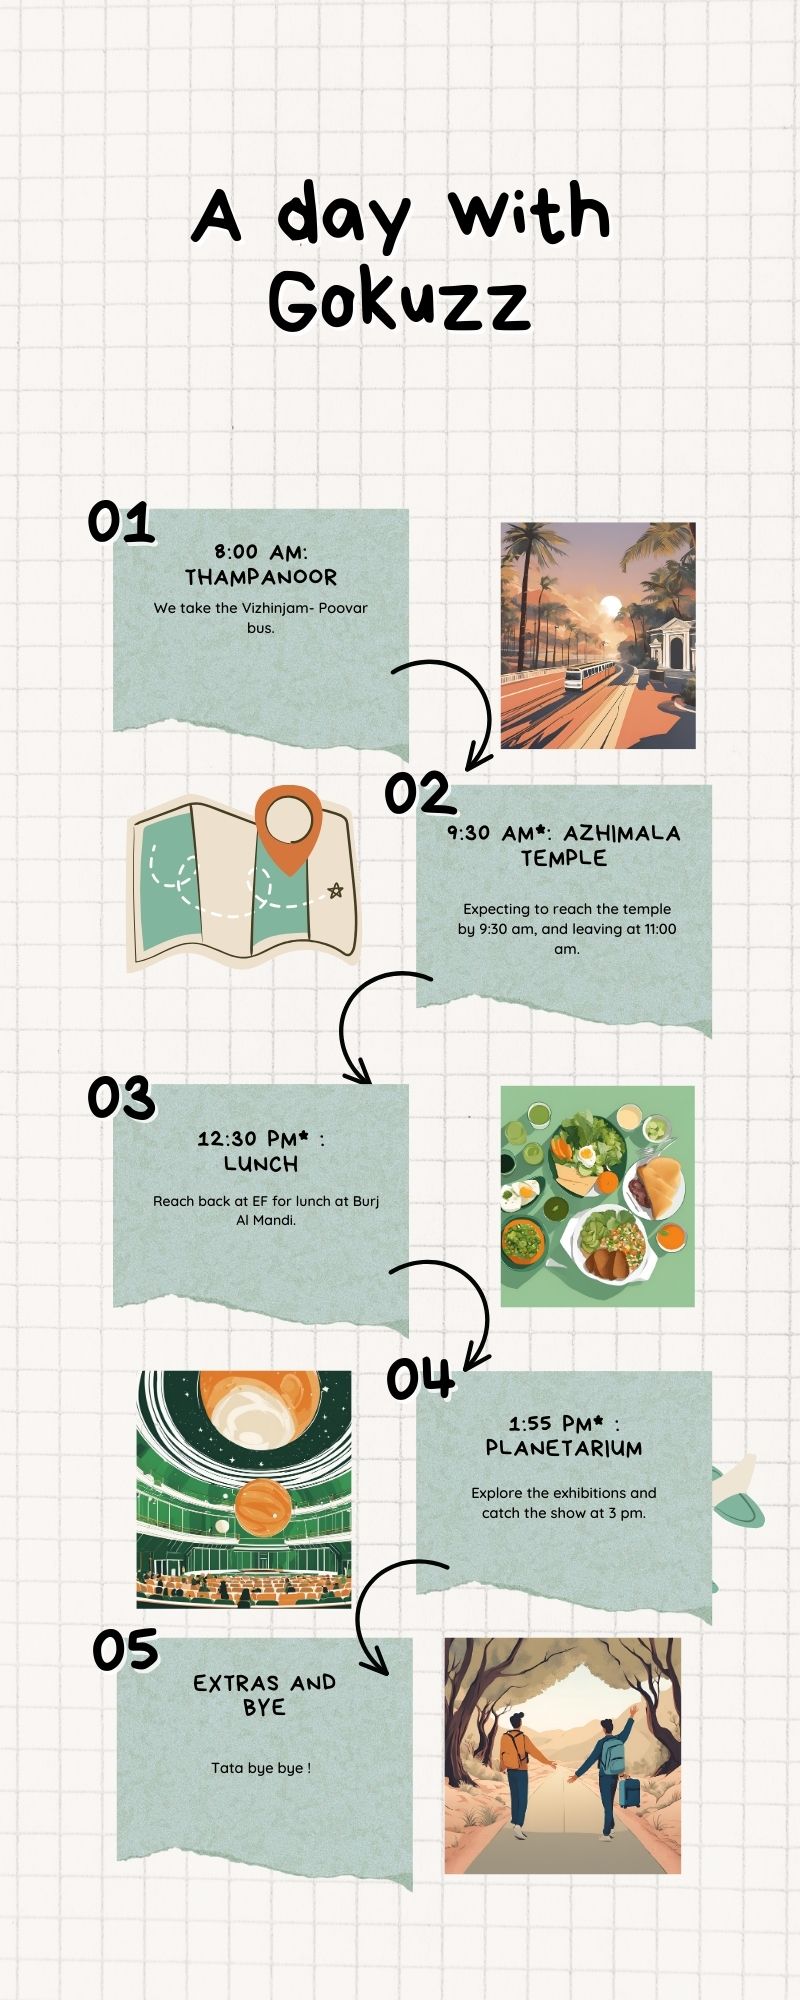 A day with
Gokuzz
01
8:00 AM:
THAMPANOOR
We take the Vizhinjam- Poovar
bus.
02
9:30 AM*: AZHIMALA
TEMPLE
Expecting to reach the temple
by 9:30 am, and leaving at 11:00
am.
03
12:30 PM* :
LUNCH
Reach back at EF for lunch at Burj
Al Mandi.
04
1:55 PM* :
PLANETARIUM
Explore the exhibitions and
catch the show at 3 pm.
05
EXTRAS AND
BYE
Tata bye bye !